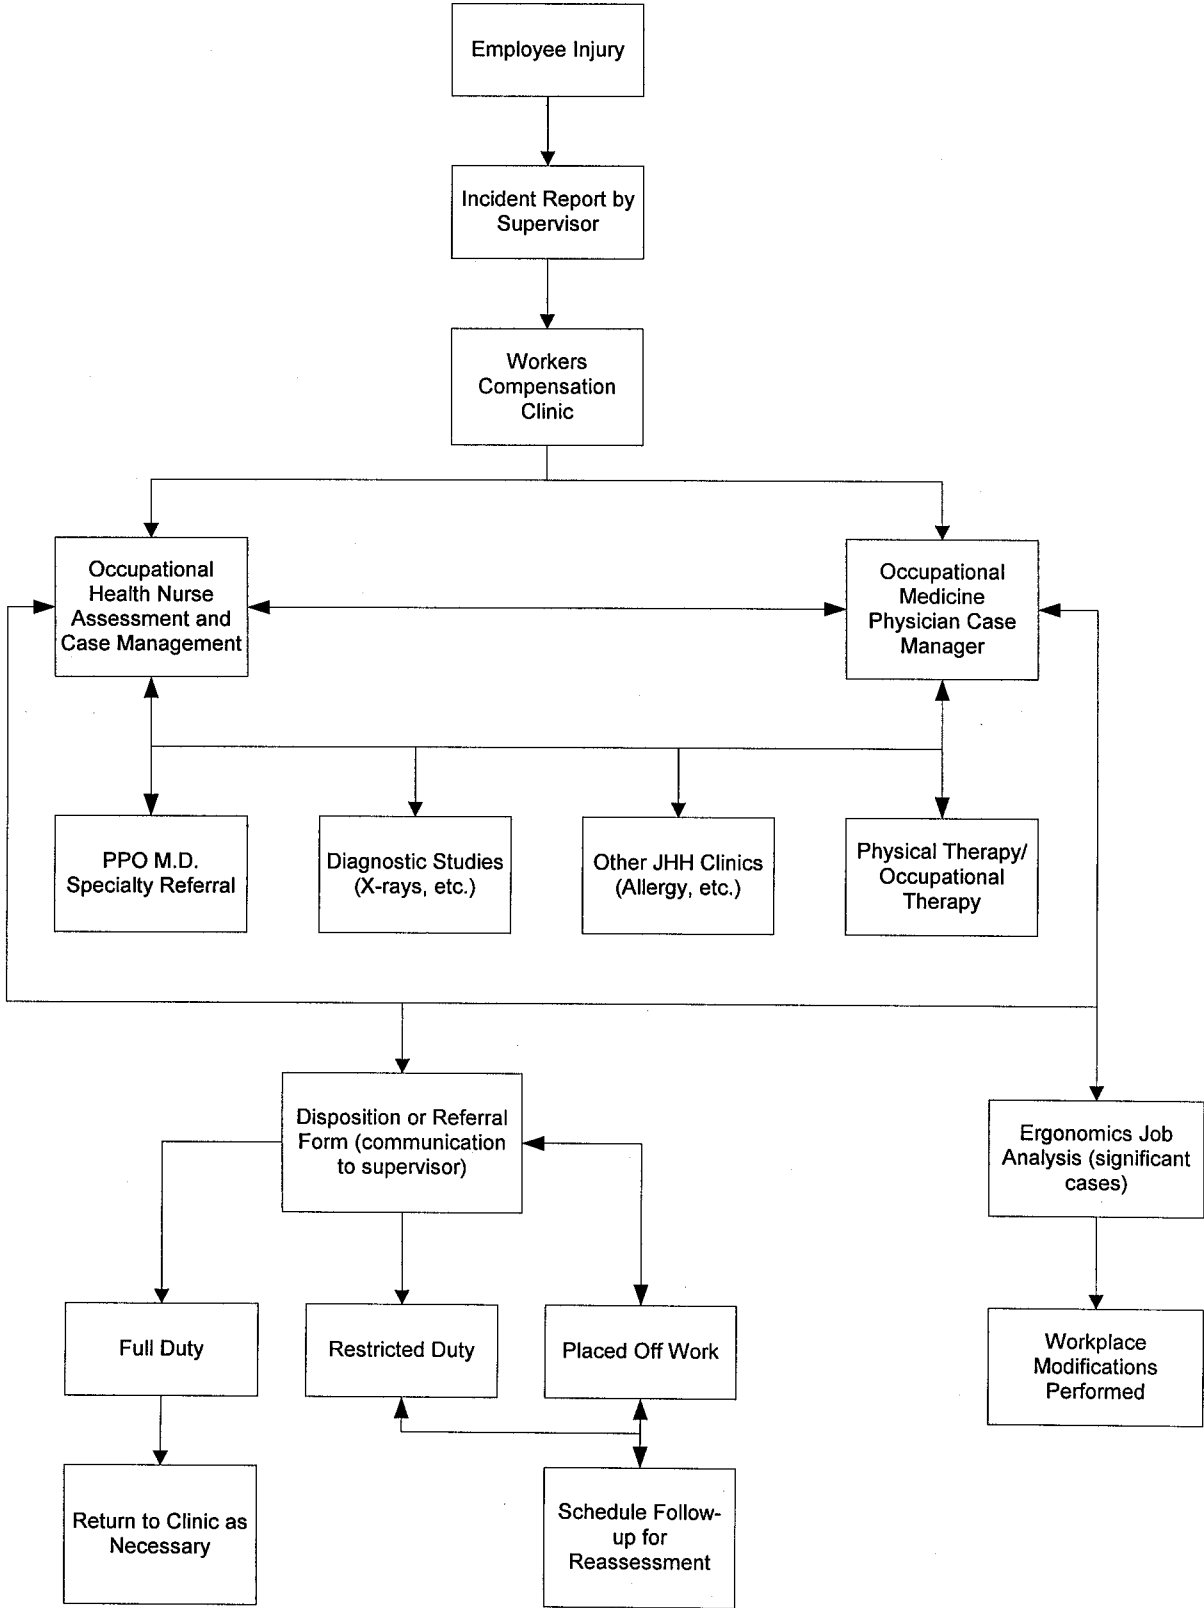 Employee Injury
Incident Report by
Supervisor
Workers
Compensation
Clinic
Occupational
Health Nurse
Assessment and
Case Management
Occupational
Medicine
Physician Case
Manager
PPO M.D.
Specialty Referral
Diagnostic Studies
(X-rays, etc.)
Other JHH Clinics
(Allergy, etc.)
Physical Therapy/
Occupational
Therapy
Disposition or Referral
Form (communication
to supervisor)
Ergonomics Job
Analysis (significant
cases)
Full Duty
Restricted Duty
Placed Off Work
Workplace
Modifications
Performed
Return to Clinic as
Necessary
Schedule Follow-
up for
Reassessment